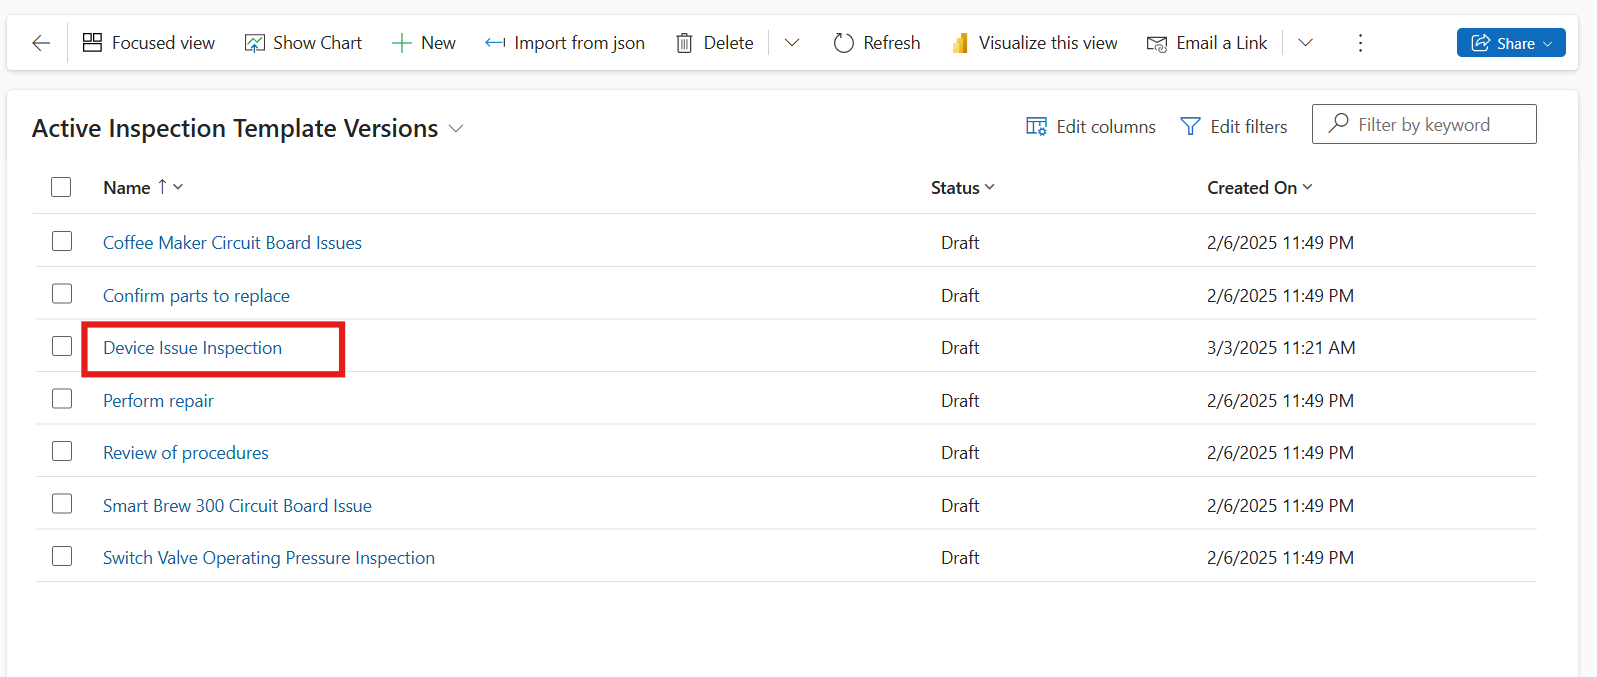 Focused view Show Chart New Import from json Delete Refresh Visualize this view Email a Link Share
Active Inspection Template Versions Edit columns Edit filters Filter by keyword
Name Status Created On
Coffee Maker Circuit Board Issues Draft 2/6/2025 11:49 PM
Confirm parts to replace Draft 2/6/2025 11:49 PM
Device Issue Inspection Draft 3/3/2025 11:21 AM
Perform repair Draft 2/6/2025 11:49 PM
Review of procedures Draft 2/6/2025 11:49 PM
Smart Brew 300 Circuit Board Issue Draft 2/6/2025 11:49 PM
Switch Valve Operating Pressure Inspection Draft 2/6/2025 11:49 PM